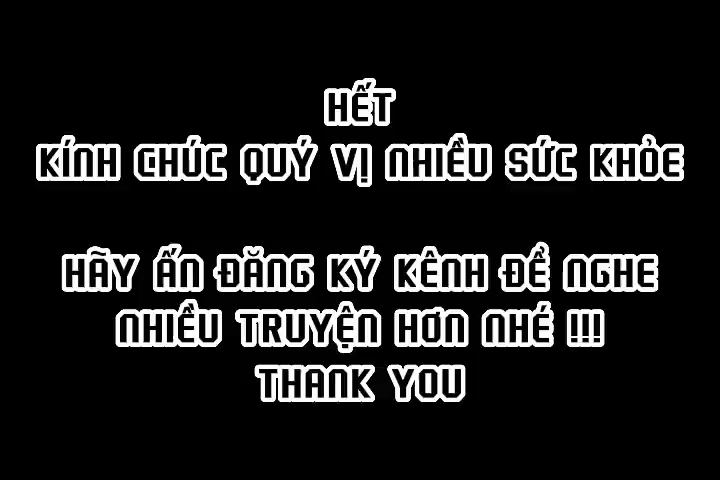 HẾT
KÍNH CHÚC QUÝ VỊ NHIỀU SỨC KHỎE
HÃY ẤN ĐĂNG KÝ KÊNH ĐỂ NGHE
NHIỀU TRUYỆN HƠN NHÉ !!!
THANK YOU